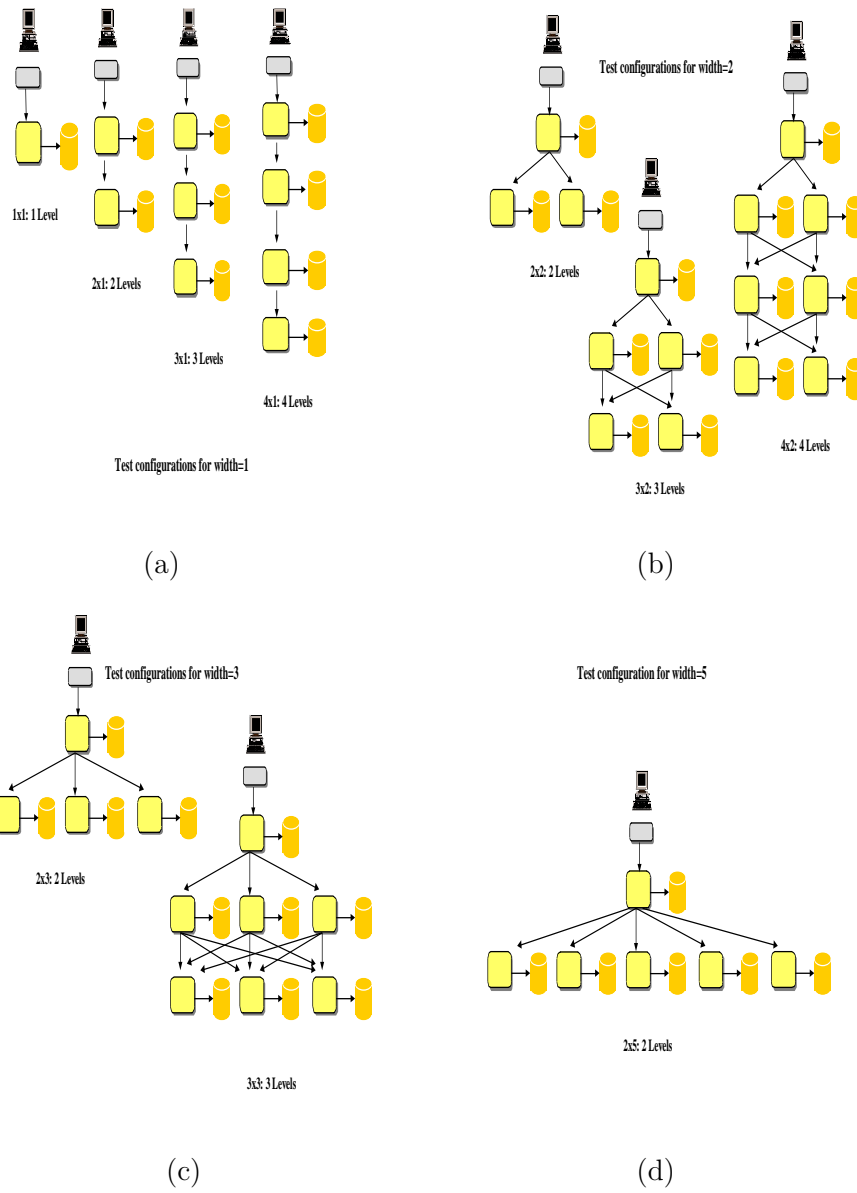 1x1: 1 Level
2x1: 2 Levels
3x1: 3 Levels
4x1: 4 Levels
Test configurations for width=1
(a)
Test configurations for width=2
2x2: 2 Levels
3x2: 3 Levels
4x2: 4 Levels
(b)
Test configurations for width=3
2x3: 2 Levels
3x3: 3 Levels
(c)
Test configuration for width=5
2x5: 2 Levels
(d)